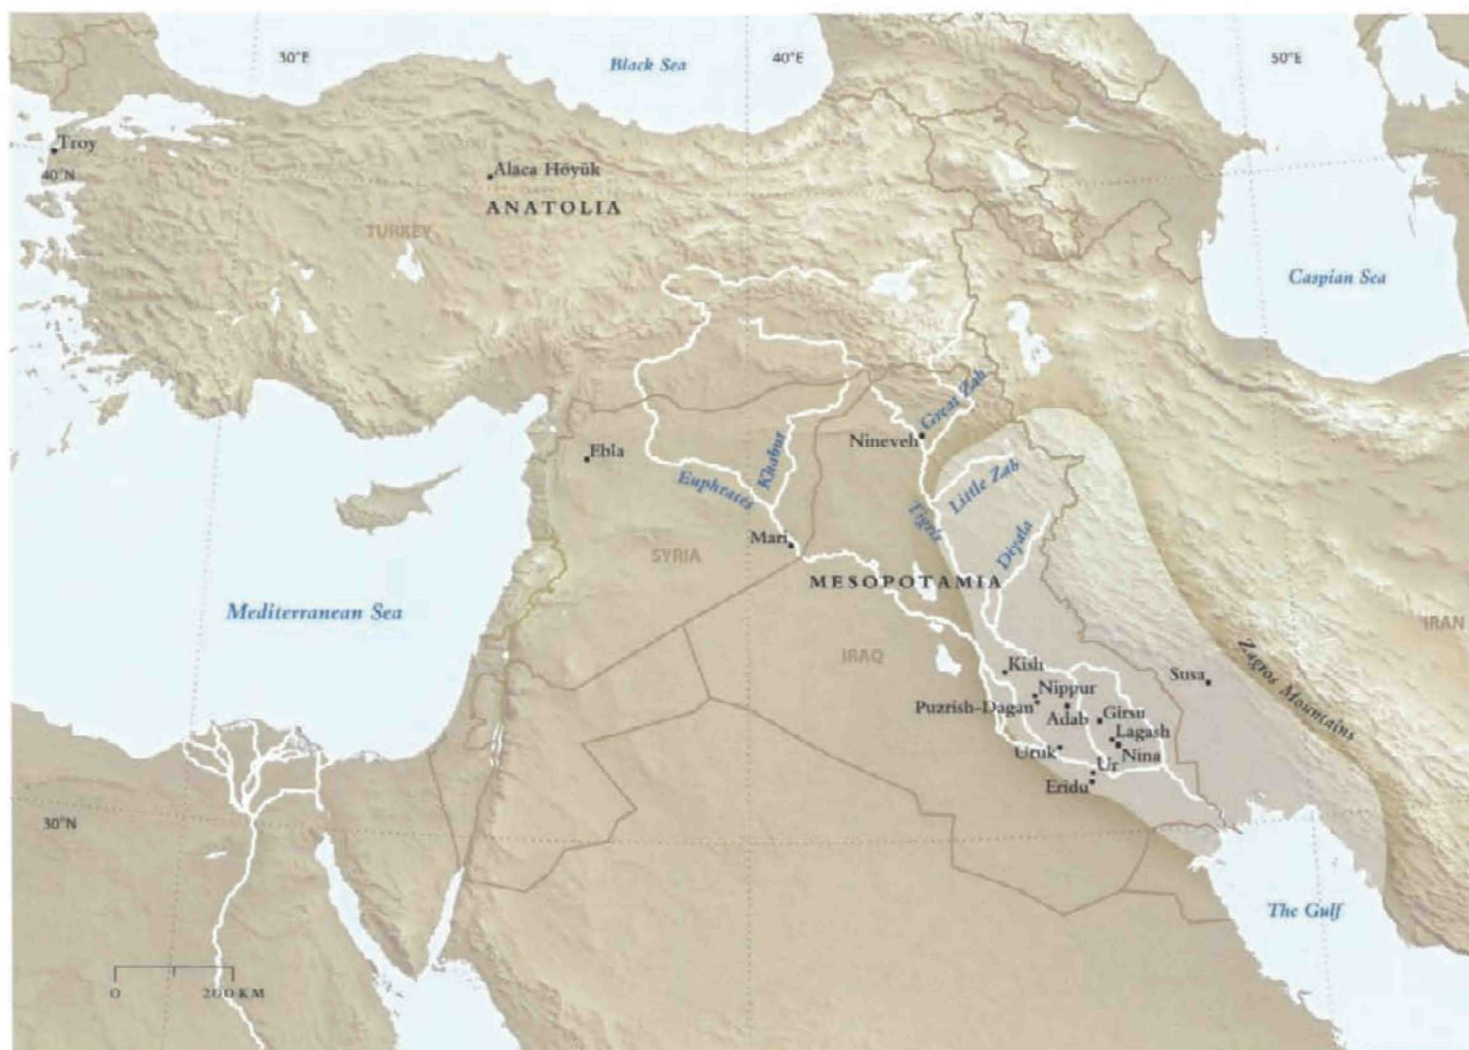 30°E
Black Sea
40°E
50°E
Troy
40°N
Alaca Höyük
ANATOLIA
TURKEY
Caspian Sea
Great Zab
Nineveh
Ebla
Khabur
Euphrates
Little Zab
Tigris
Diyala
Mari
SYRIA
MESOPOTAMIA
Mediterranean Sea
IRAN
IRAQ
Zagros Mountains
Kish
Susa
Nippur
Puzrish-Dagan
Adab
Girsu
Lagash
Uruk
Nina
Ur
Eridu
30°N
The Gulf
0 200 KM